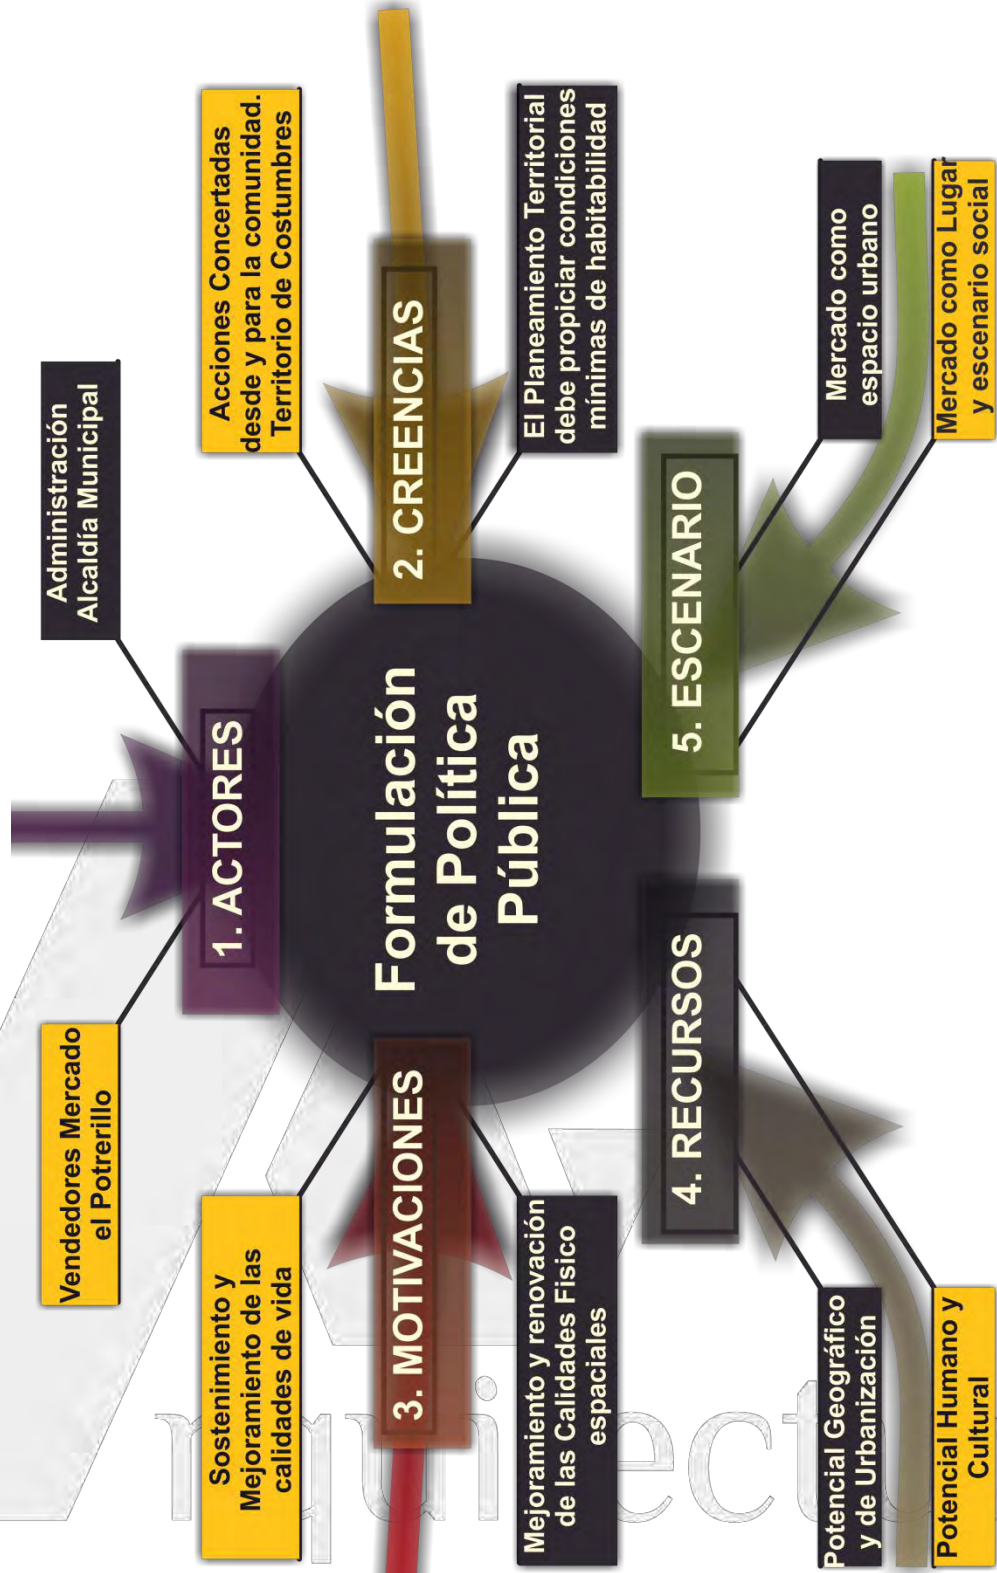 Vendedores Mercado
el Potrerillo
Administración
Alcaldía Municipal
1. ACTORES
Sostenimiento y
Mejoramiento de las
calidades de vida
Acciones Concertadas
desde y para la comunidad.
Territorio de Costumbres
3. MOTIVACIONES
Formulación
de Política
Pública
2. CREENCIAS
Mejoramiento y renovación
de las Calidades Fisico
espaciales
El Planeamiento Territorial
debe propiciar condiciones
mínimas de habitabilidad
4. RECURSOS
5. ESCENARIO
Potencial Geográfico
y de Urbanización
Mercado como
espacio urbano
Potencial Humano y
Cultural
Mercado como Lugar
y escenario social